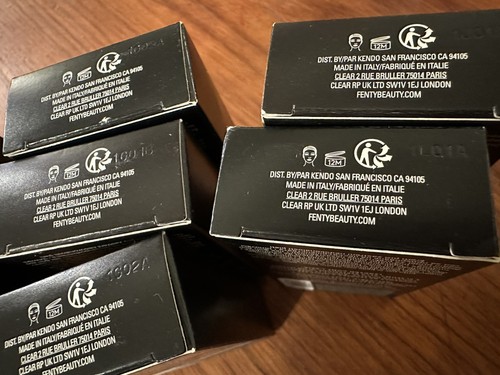 12M
DIST. BY/PAR KENDO SAN FRANCISCO CA 94105
MADE IN ITALY/FABRIQUÉ EN ITALIE
CLEAR 2 RUE BRULLER 75014 PARIS
CLEAR RP UK LTD SW1V 1EJ LONDON
FENTYBEAUTY.COM
12M
DIST. BY/PAR KENDO SAN FRANCISCO CA 94105
MADE IN ITALY/FABRIQUÉ EN ITALIE
CLEAR 2 RUE BRULLER 75014 PARIS
CLEAR RP UK LTD SW1V 1EJ LONDON
FENTYBEAUTY.COM
12M
DIST. BY/PAR KENDO SAN FRANCISCO CA 94105
MADE IN ITALY/FABRIQUÉ EN ITALIE
CLEAR 2 RUE BRULLER 75014 PARIS
CLEAR RP UK LTD SW1V 1EJ LONDON
FENTYBEAUTY.COM
12M
DIST. BY/PAR KENDO SAN FRANCISCO CA 94105
MADE IN ITALY/FABRIQUÉ EN ITALIE
CLEAR 2 RUE BRULLER 75014 PARIS
CLEAR RP UK LTD SW1V 1EJ LONDON
FENTYBEAUTY.COM
12M
DIST. BY/PAR KENDO SAN FRANCISCO CA 94105
MADE IN ITALY/FABRIQUÉ EN ITALIE
CLEAR 2 RUE BRULLER 75014 PARIS
CLEAR RP UK LTD SW1V 1EJ LONDON
FENTYBEAUTY.COM